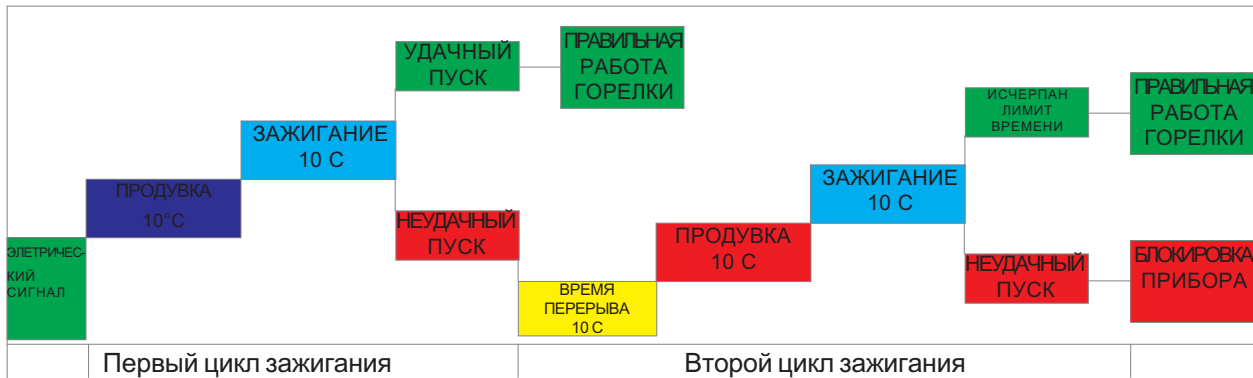 ЭЛЕТРИЧЕС-
КИЙ
СИГНАЛ
ПРОДУВКА
10°С
ЗАЖИГАНИЕ
10 С
УДАЧНЫЙ
ПУСК
ПРАВИЛЬНАЯ
РАБОТА
ГОРЕЛКИ
НЕУДАЧНЫЙ
ПУСК
ВРЕМЯ
ПЕРЕРЫВА
10 С
ПРОДУВКА
10 С
ЗАЖИГАНИЕ
10 С
ИСЧЕРПАН
ЛИМИТ
ВРЕМЕНИ
ПРАВИЛЬНАЯ
РАБОТА
ГОРЕЛКИ
НЕУДАЧНЫЙ
ПУСК
БЛОКИРОВКА
ПРИБОРА
Первый цикл зажигания
Второй цикл зажигания